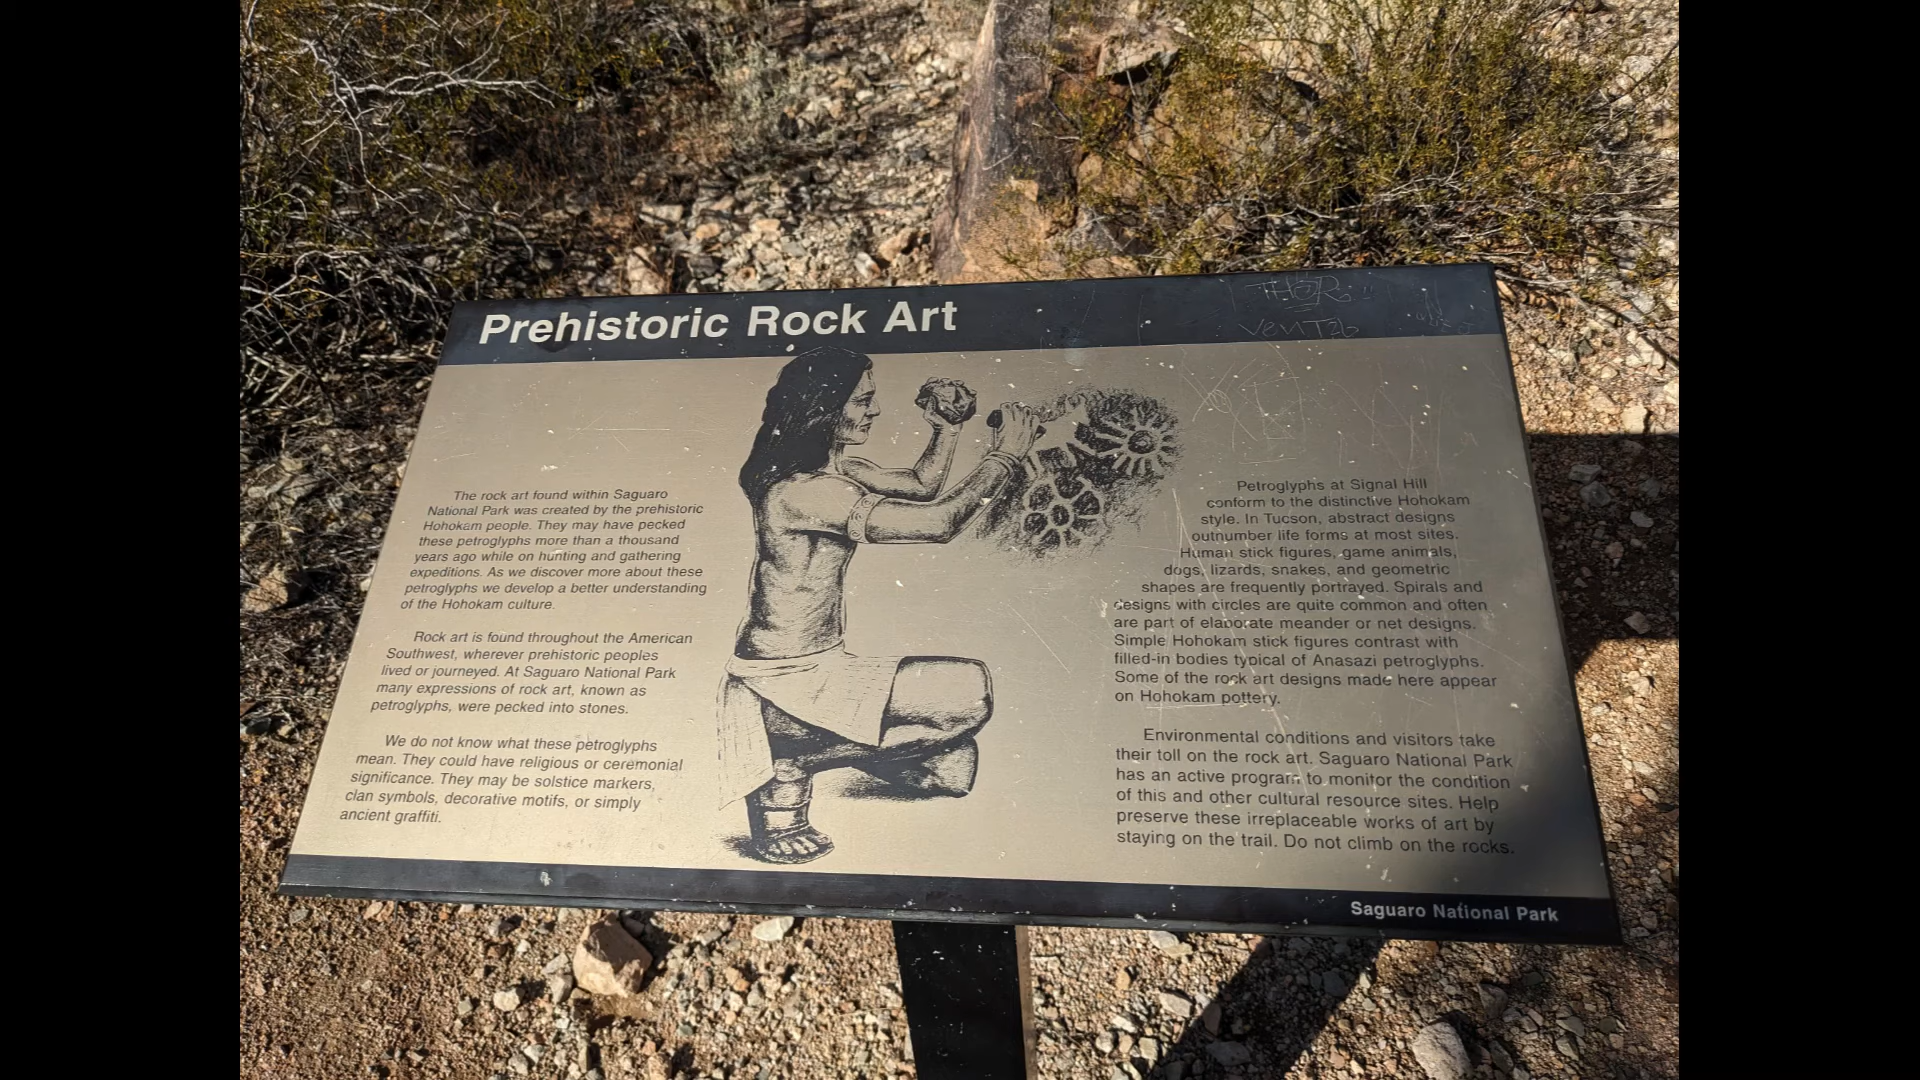 Prehistoric Rock Art
THOR
The rock art found within Saguaro
National Park was created by the prehistoric
Hohokam people. They may have pecked
these petroglyphs more than a thousand
years ago while on hunting and gathering
expeditions. As we discover more about these
petroglyphs we develop a better understanding
of the Hohokam culture.
Rock art is found throughout the American
Southwest, wherever prehistoric peoples
lived or journeyed. At Saguaro National Park
many expressions of rock art, known as
petroglyphs, were pecked into stones.
We do not know what these petroglyphs
mean. They could have religious or ceremonial
significance. They may be solstice markers,
clan symbols, decorative motifs, or simply
ancient graffiti.
Petroglyphs at Signal Hill
conform to the distinctive Hohokam
style. In Tucson, abstract designs
outnumber life forms at most sites.
Human stick figures, game animals,
dogs, lizards, snakes, and geometric
shapes are frequently portrayed. Spirals and
designs with circles are quite common and often
are part of elaborate meander or net designs.
Simple Hohokam stick figures contrast with
filled-in bodies typical of Anasazi petroglyphs.
Some of the rock art designs made here appear
on Hohokam pottery.
Environmental conditions and visitors take
their toll on the rock art. Saguaro National Park
has an active program to monitor the condition
of this and other cultural resource sites. Help
preserve these irreplaceable works of art by
staying on the trail. Do not climb on the rocks.
Saguaro National Park